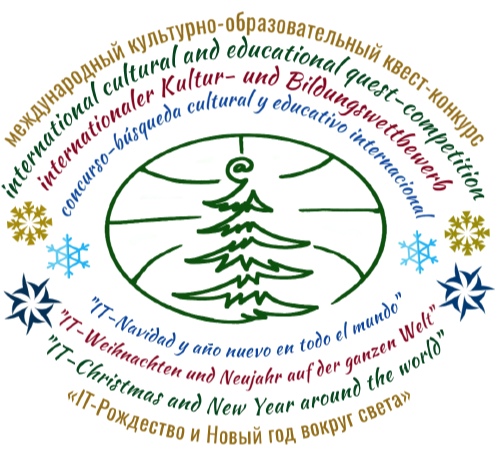 международный культурно-образовательный квест-конкурс
international cultural and educational quest-competition
internationaler Kultur- und Bildungswettbewerb
concurso-búsqueda cultural y educativo internacional
@
"IT-Navidad y año nuevo en todo el mundo"
"IT-Weihnachten und Neujahr auf der ganzen Welt"
"IT-Christmas and New Year around the world"
«IT-Рождество и Новый год вокруг света»